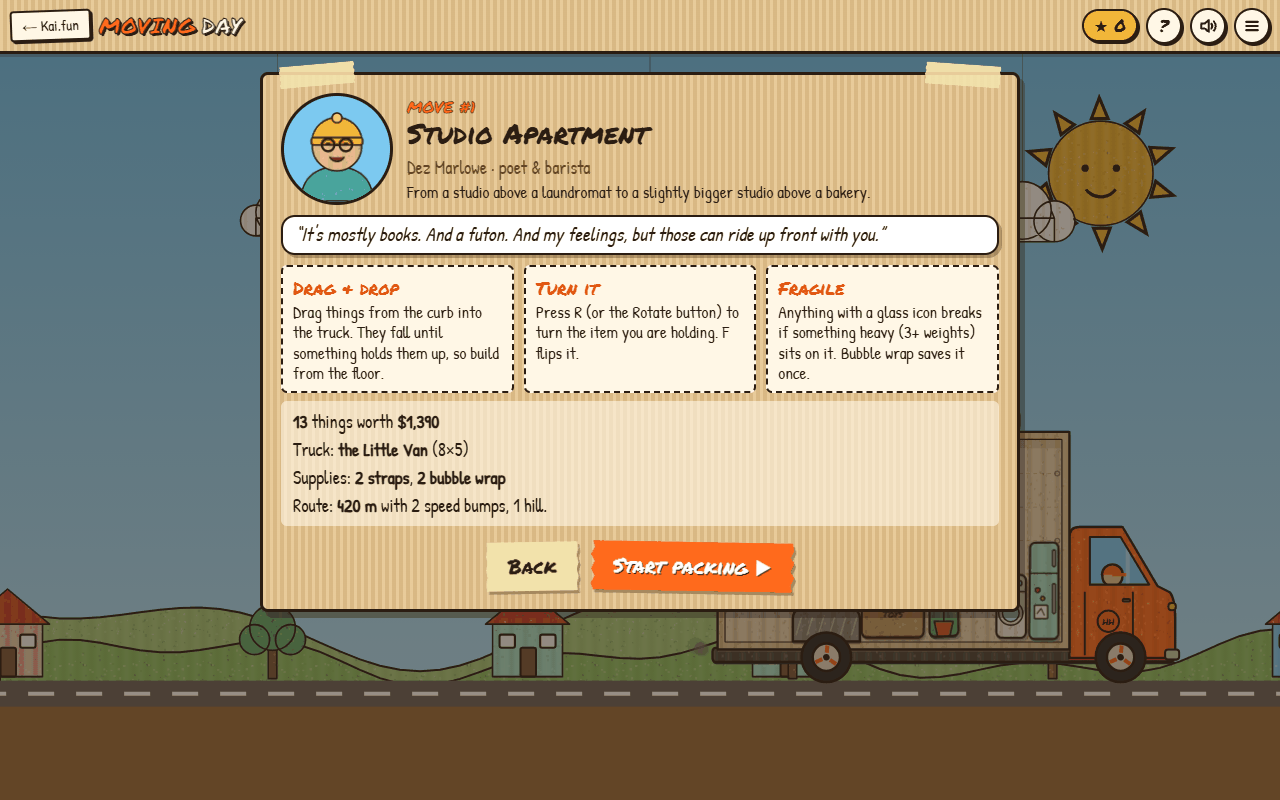 ← Kai.fun
MOVING DAY
★ 0
?
MOVE #1
Studio Apartment
Dez Marlowe · poet & barista
From a studio above a laundromat to a slightly bigger studio above a bakery.
"It's mostly books. And a futon. And my feelings, but those can ride up front with you."
Drag & drop
Drag things from the curb into
the truck. They fall until
something holds them up, so build
from the floor.
Turn it
Press R (or the Rotate button) to
turn the item you are holding. F
flips it.
Fragile
Anything with a glass icon breaks
if something heavy (3+ weights)
sits on it. Bubble wrap saves it
once.
13 things worth $1,390
Truck: the Little Van (8×5)
Supplies: 2 straps, 2 bubble wrap
Route: 420 m with 2 speed bumps, 1 hill.
Back
Start packing ▶
HH